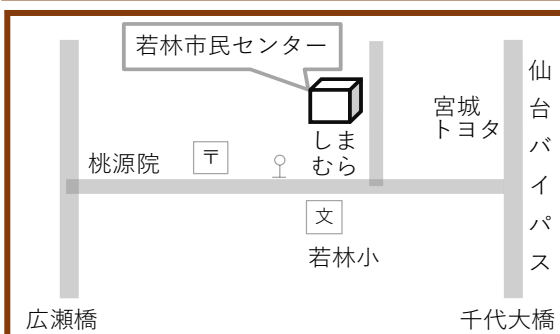 若林市民センター
仙台バイパス
宮城
トヨタ
しま
むら
桃源院
〒
文
若林小
広瀬橋
千代大橋